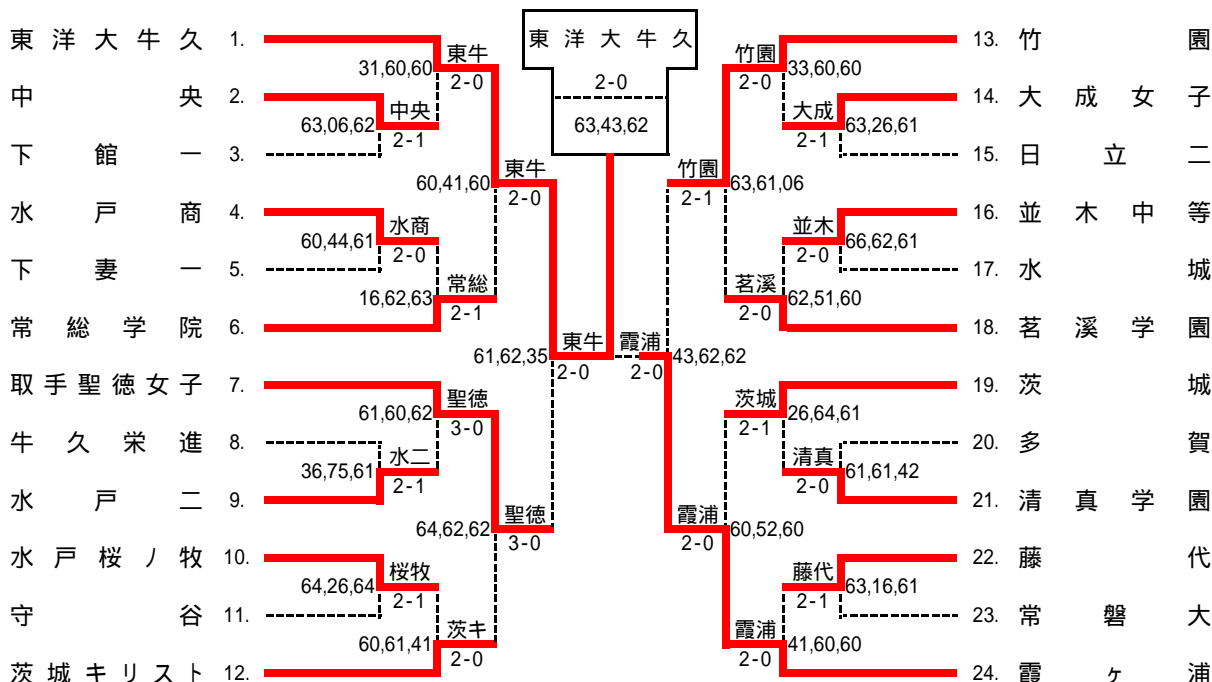 東洋大牛久
2-0
63,43,62
東洋大牛久 1.
中央 2.
下館一 3.
水戸商 4.
下妻一 5.
常総学院 6.
取手聖徳女子 7.
牛久栄進 8.
水戸二 9.
水戸桜ノ牧 10.
守谷 11.
茨城キリスト 12.
東牛
31,60,60
2-0
中央
63,06,62
2-1
東牛
60,41,60
2-0
水商
60,44,61
2-0
常総
16,62,63
2-1
東牛
61,62,35
2-0
聖徳
61,60,62
3-0
水二
36,75,61
2-1
聖徳
64,62,62
3-0
桜牧
64,26,64
2-1
茨キ
60,61,41
2-0
竹園
33,60,60
2-0
大成
63,26,61
2-1
竹園
63,61,06
2-1
並木
66,62,61
2-0
茗溪
62,51,60
2-0
霞浦
43,62,62
2-0
茨城
26,64,61
2-1
清真
61,61,42
2-0
霞浦
60,52,60
2-0
藤代
63,16,61
2-1
霞浦
41,60,60
2-0
13. 竹園
14. 大成女子
15. 日立二
16. 並木中等
17. 水城
18. 茗溪学園
19. 茨城
20. 多賀
21. 清真学園
22. 藤代
23. 常磐大
24. 霞ヶ浦